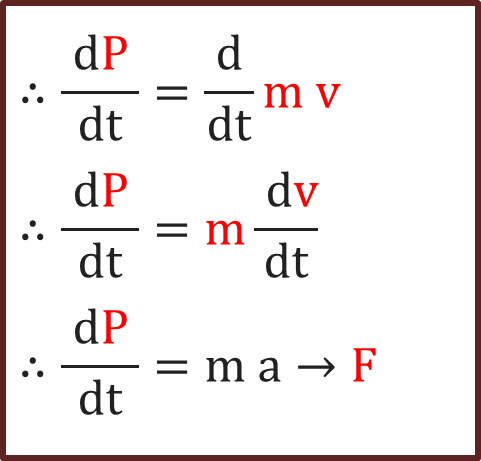 ∴ dP/dt = d/dt m v
∴ dP/dt = m dv/dt
∴ dP/dt = m a → F